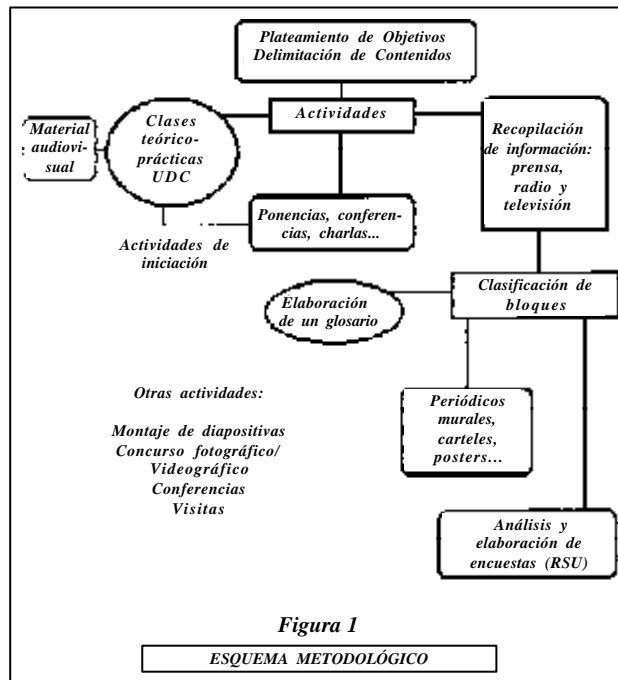 Plateamiento de Objetivos
Delimitación de Contenidos
Material
audiovi-
sual
Clases
teórico-
prácticas
UDC
Actividades
Recopilación
de información:
prensa,
radio y
televisión
Actividades de
iniciación
Ponencias, conferen-
cias, charlas...
Clasificación de
bloques
Elaboración
de un glosario
Periódicos
murales,
carteles,
posters...
Otras actividades:
Montaje de diapositivas
Concurso fotográfico/
Videográfico
Conferencias
Visitas
Análisis y
elaboración de
encuestas (RSU)
Figura 1
ESQUEMA METODOLÓGICO